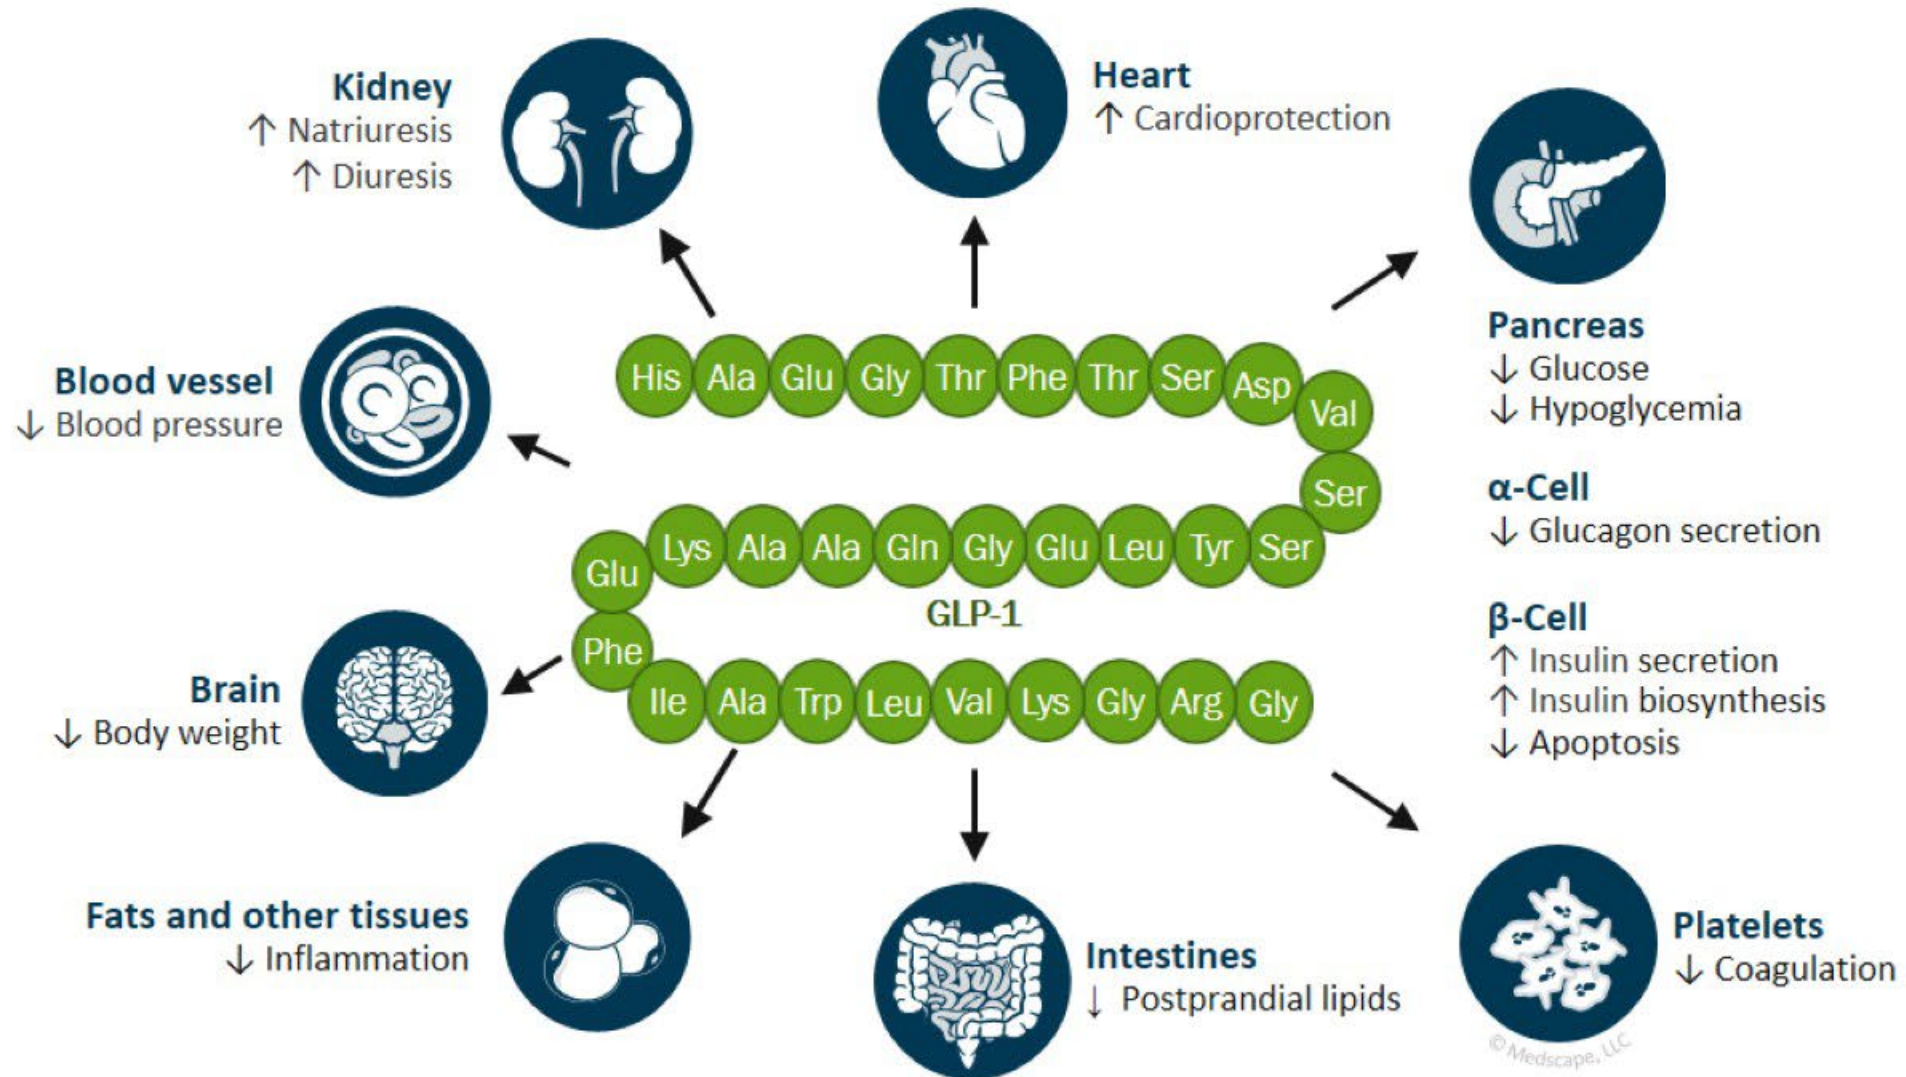 Kidney
↑ Natriuresis
↑ Diuresis
Heart
↑ Cardioprotection
Pancreas
↓ Glucose
↓ Hypoglycemia
α-Cell
↓ Glucagon secretion
β-Cell
↑ Insulin secretion
↑ Insulin biosynthesis
↓ Apoptosis
Blood vessel
↓ Blood pressure
His Ala Glu Gly Thr Phe Thr Ser Asp
Val
Ser
Glu Lys Ala Ala Gln Gly Glu Leu Tyr Ser
GLP-1
Phe
Ile Ala Trp Leu Val Lys Gly Arg Gly
Brain
↓ Body weight
Fats and other tissues
↓ Inflammation
Intestines
↓ Postprandial lipids
Platelets
↓ Coagulation
© Medscape, LLC